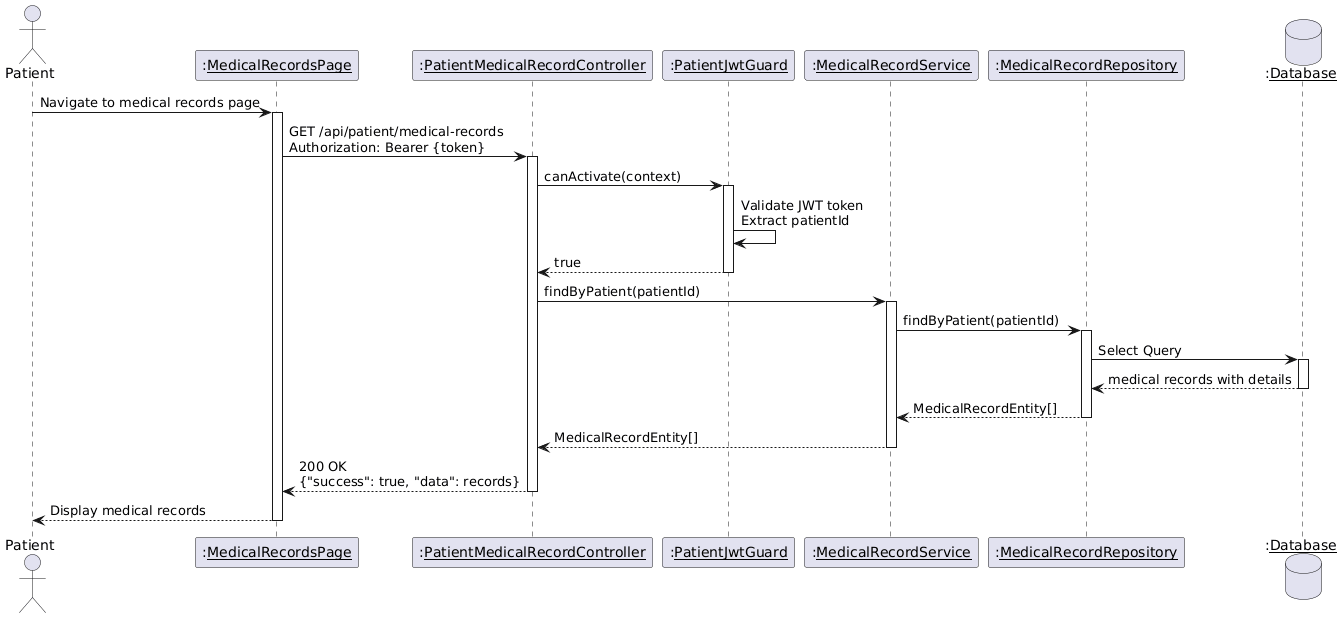 Patient
:MedicalRecordsPage
:PatientMedicalRecordController
:PatientJwtGuard
:MedicalRecordService
:MedicalRecordRepository
:Database
Navigate to medical records page
GET /api/patient/medical-records
Authorization: Bearer {token}
canActivate(context)
Validate JWT token
Extract patientId
true
findByPatient(patientId)
findByPatient(patientId)
Select Query
medical records with details
MedicalRecordEntity[]
MedicalRecordEntity[]
200 OK
{"success": true, "data": records}
Display medical records
Patient
:MedicalRecordsPage
:PatientMedicalRecordController
:PatientJwtGuard
:MedicalRecordService
:MedicalRecordRepository
:Database